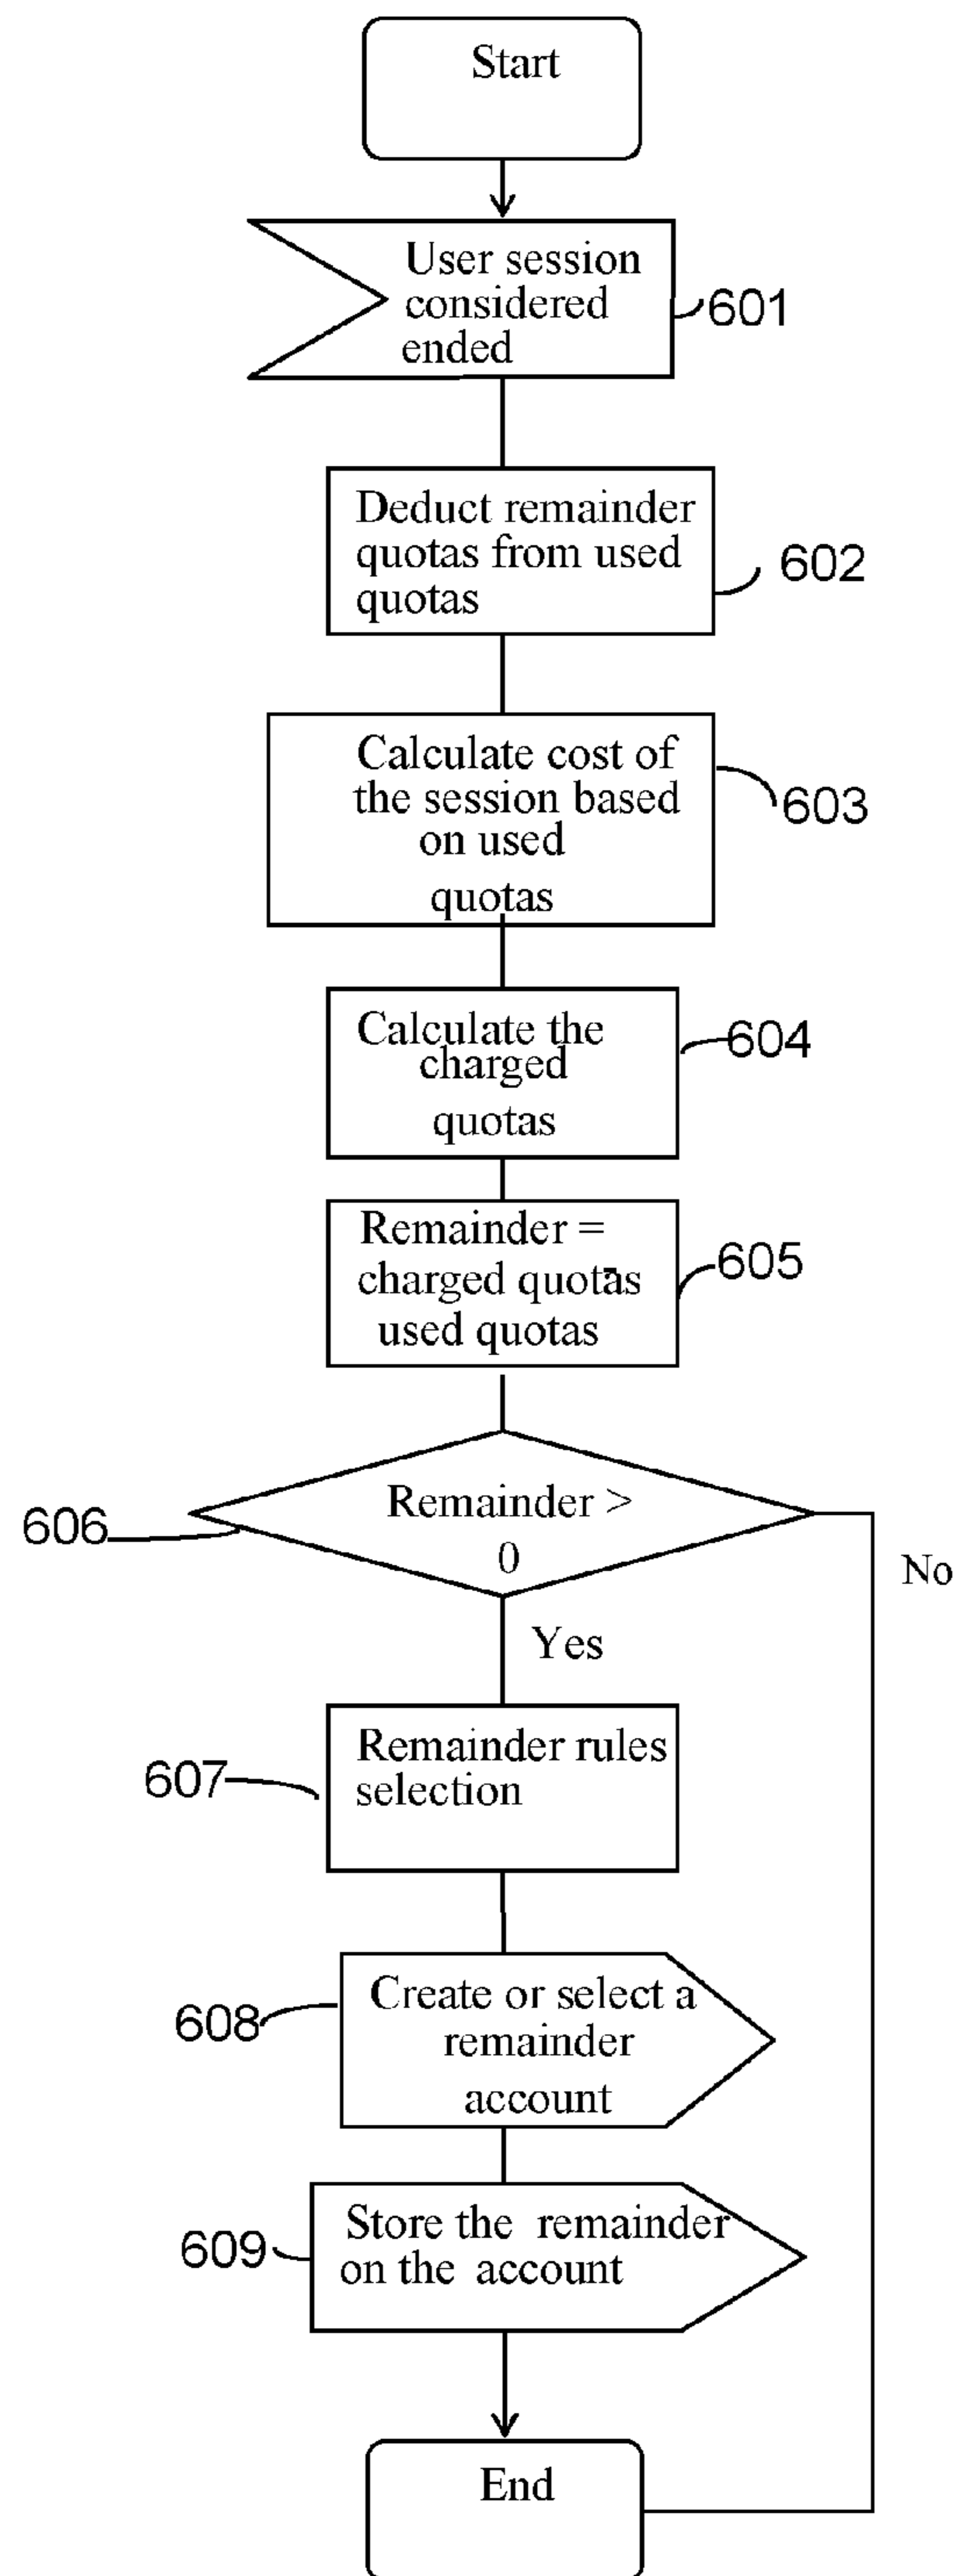 Start
User session
considered
ended
601
Deduct remainder
quotas from used
quotas
602
Calculate cost of
the session based
on used
quotas
603
Calculate the
charged
quotas
604
Remainder =
charged quotas -
used quotas
605
Remainder >
0
606
No
Yes
Remainder rules
selection
607
Create or select a
remainder
account
608
Store the remainder
on the account
609
End